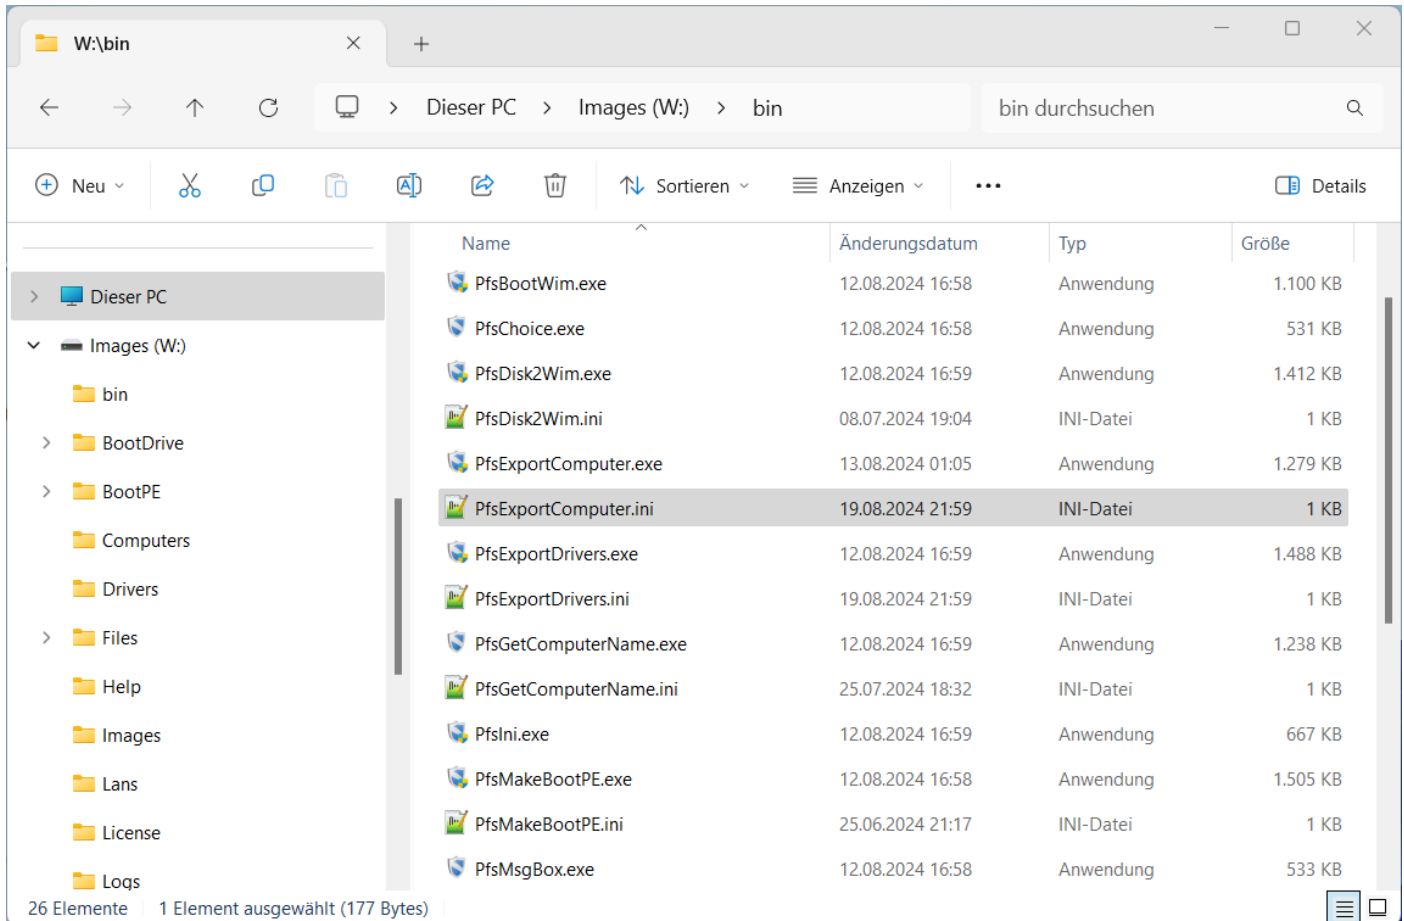 W:\bin
Dieser PC > Images (W:) > bin
bin durchsuchen
Neu
Sortieren
Anzeigen
Details
Name Änderungsdatum Typ Größe
Dieser PC
Images (W:)
bin
BootDrive
BootPE
Computers
Drivers
Files
Help
Images
Lans
License
Logs
PfsBootWim.exe 12.08.2024 16:58 Anwendung 1.100 KB
PfsChoice.exe 12.08.2024 16:58 Anwendung 531 KB
PfsDisk2Wim.exe 12.08.2024 16:59 Anwendung 1.412 KB
PfsDisk2Wim.ini 08.07.2024 19:04 INI-Datei 1 KB
PfsExportComputer.exe 13.08.2024 01:05 Anwendung 1.279 KB
PfsExportComputer.ini 19.08.2024 21:59 INI-Datei 1 KB
PfsExportDrivers.exe 12.08.2024 16:59 Anwendung 1.488 KB
PfsExportDrivers.ini 19.08.2024 21:59 INI-Datei 1 KB
PfsGetComputerName.exe 12.08.2024 16:59 Anwendung 1.238 KB
PfsGetComputerName.ini 25.07.2024 18:32 INI-Datei 1 KB
PfsIni.exe 12.08.2024 16:59 Anwendung 667 KB
PfsMakeBootPE.exe 12.08.2024 16:58 Anwendung 1.505 KB
PfsMakeBootPE.ini 25.06.2024 21:17 INI-Datei 1 KB
PfsMsgBox.exe 12.08.2024 16:58 Anwendung 533 KB
26 Elemente 1 Element ausgewählt (177 Bytes)